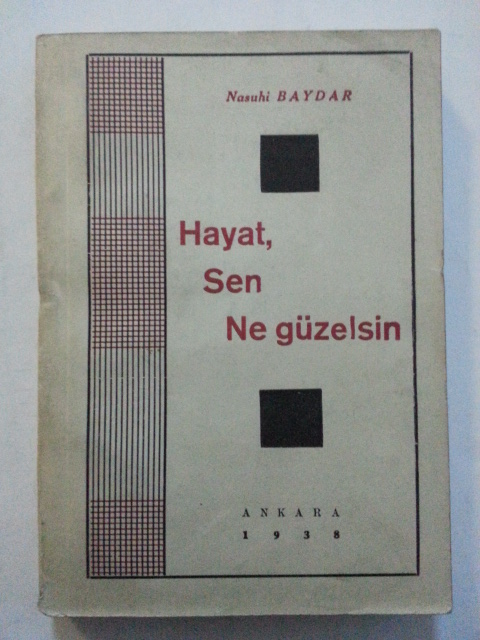 Nasuhi BAYDAR
Hayat,
Sen
Ne güzelsin
ANKARA
1938